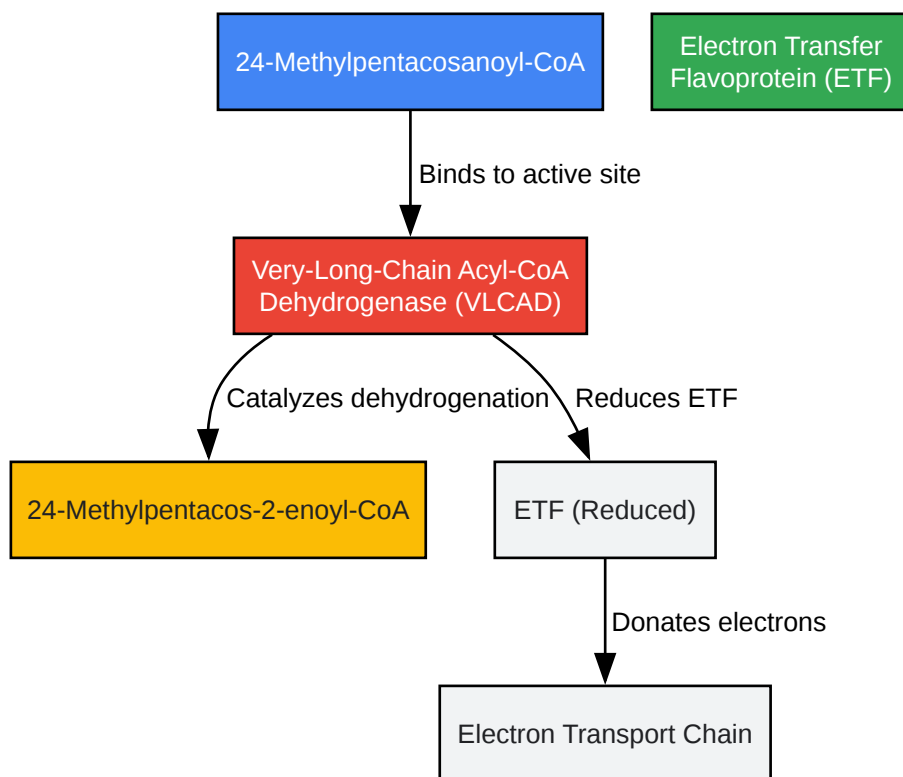 24-Methylpentacosanoyl-CoA
Electron Transfer
Flavoprotein (ETF)
Binds to active site
Very-Long-Chain Acyl-CoA
Dehydrogenase (VLCAD)
Catalyzes dehydrogenation
Reduces ETF
24-Methylpentacos-2-enoyl-CoA
ETF (Reduced)
Donates electrons
Electron Transport Chain